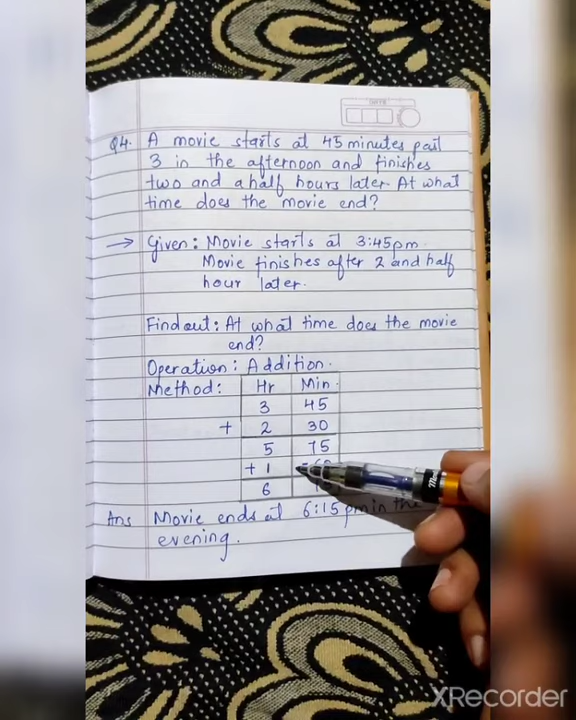 Q4. A movie starts at 45 minutes past
3 in the afternoon and finishes
two and a half hours later. At what
time does the movie end?
→ Given: Movie starts at 3:45pm.
Movie finishes after 2 and half
hour later.
Find out: At what time does the movie
end?
Operation: Addition.
Method: Hr Min.
3 45
+ 2 30
5 75
+ 1
6
Ans Movie ends at 6:15 pm in the
evening.
XRecorder